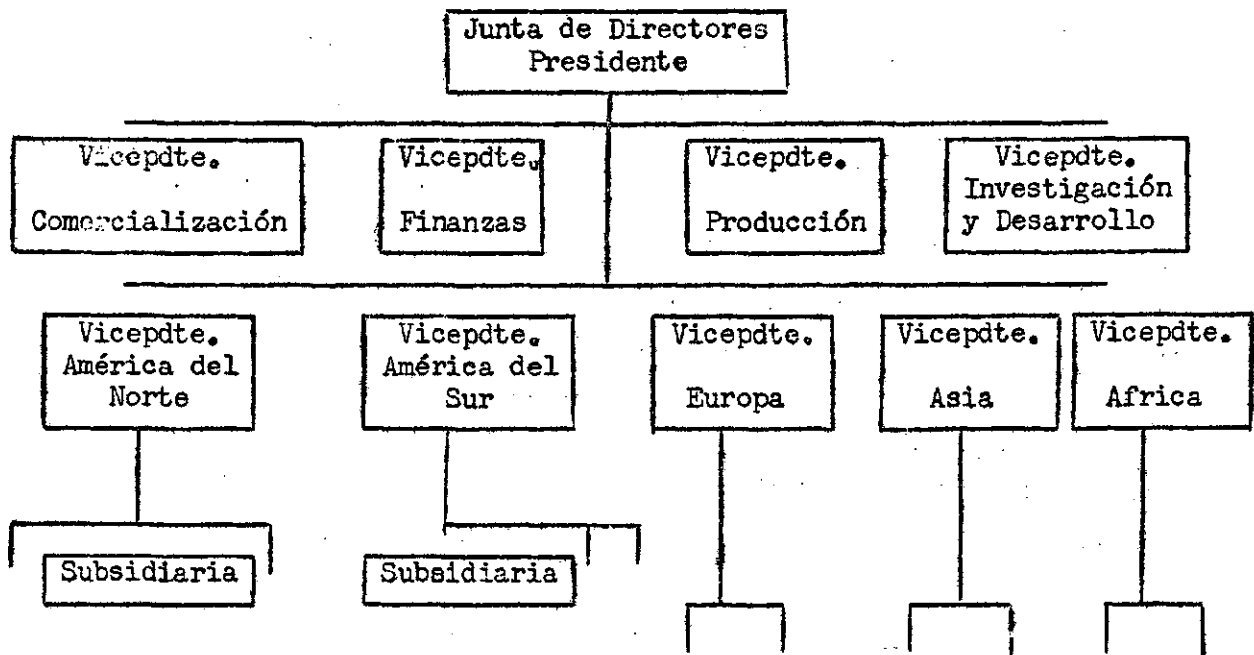 Junta de Directores
Presidente
Vicepdte.
Comercialización
Vicepdte.
Finanzas
Vicepdte.
Producción
Vicepdte.
Investigación
y Desarrollo
Vicepdte.
América del
Norte
Vicepdte.
América del
Sur
Vicepdte.
Europa
Vicepdte.
Asia
Vicepdte.
Africa
Subsidiaria
Subsidiaria